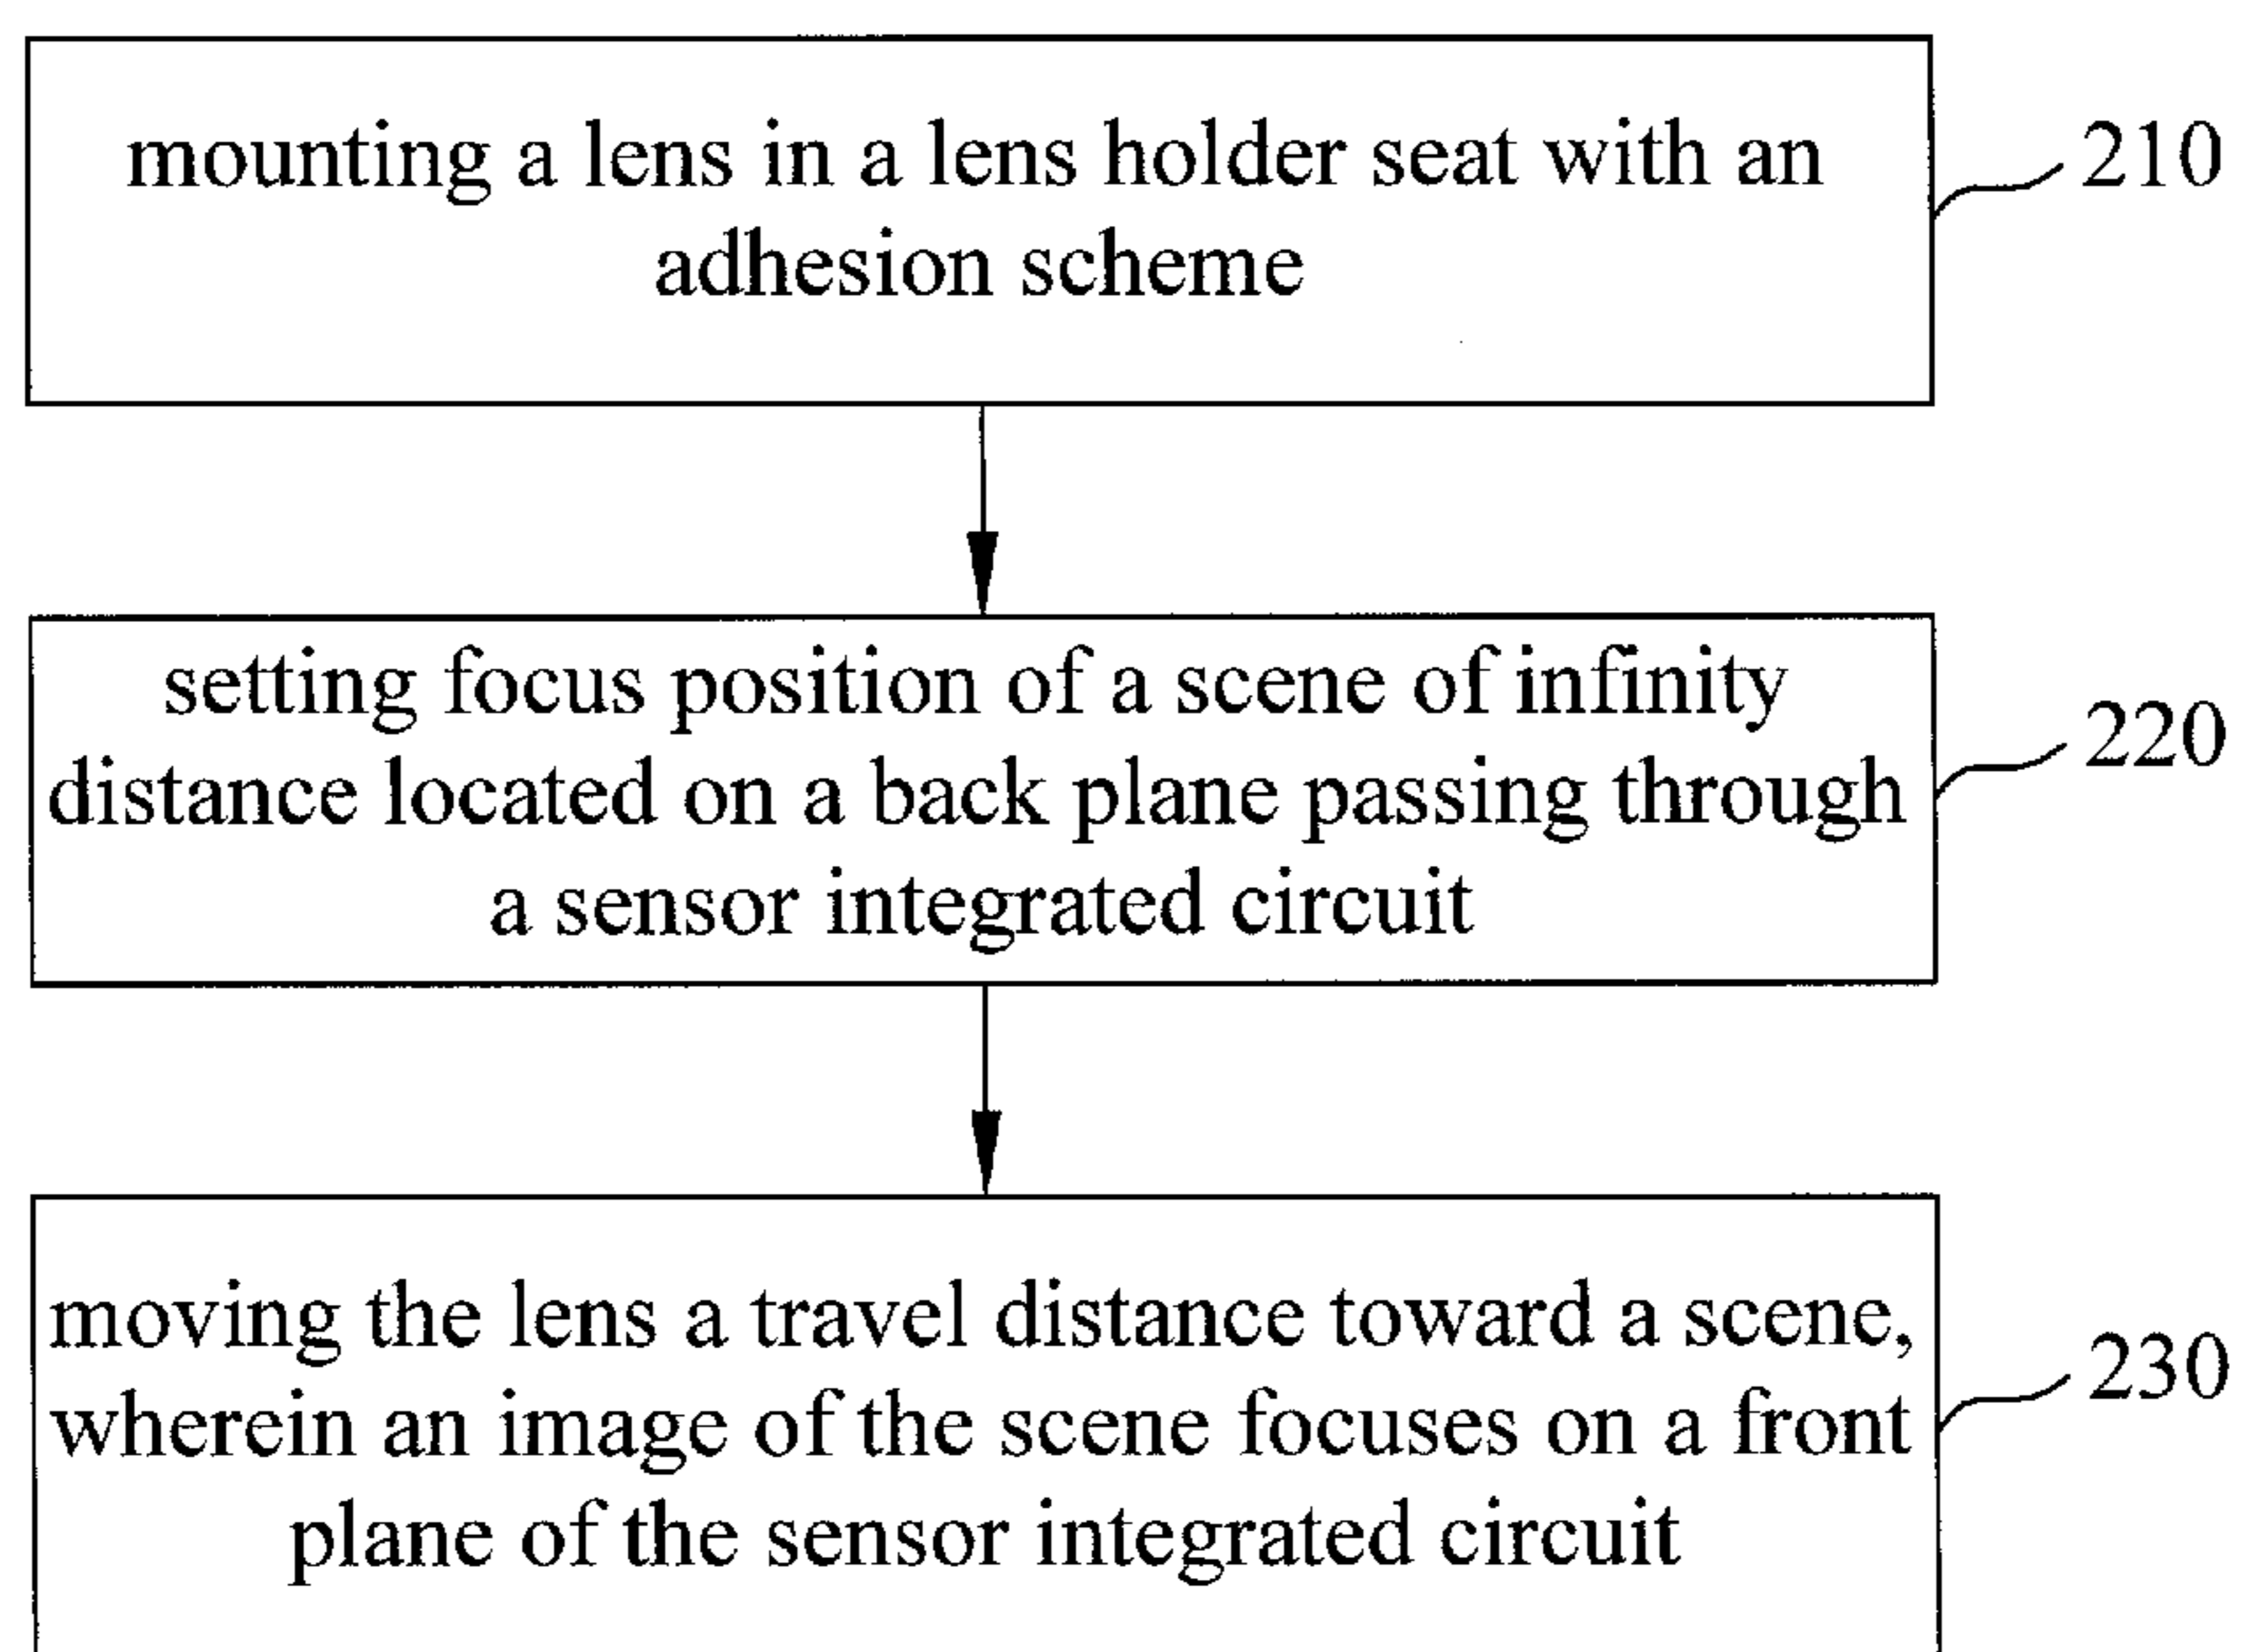 mounting a lens in a lens holder seat with an
adhesion scheme
210
setting focus position of a scene of infinity
distance located on a back plane passing through
a sensor integrated circuit
220
moving the lens a travel distance toward a scene,
wherein an image of the scene focuses on a front
plane of the sensor integrated circuit
230